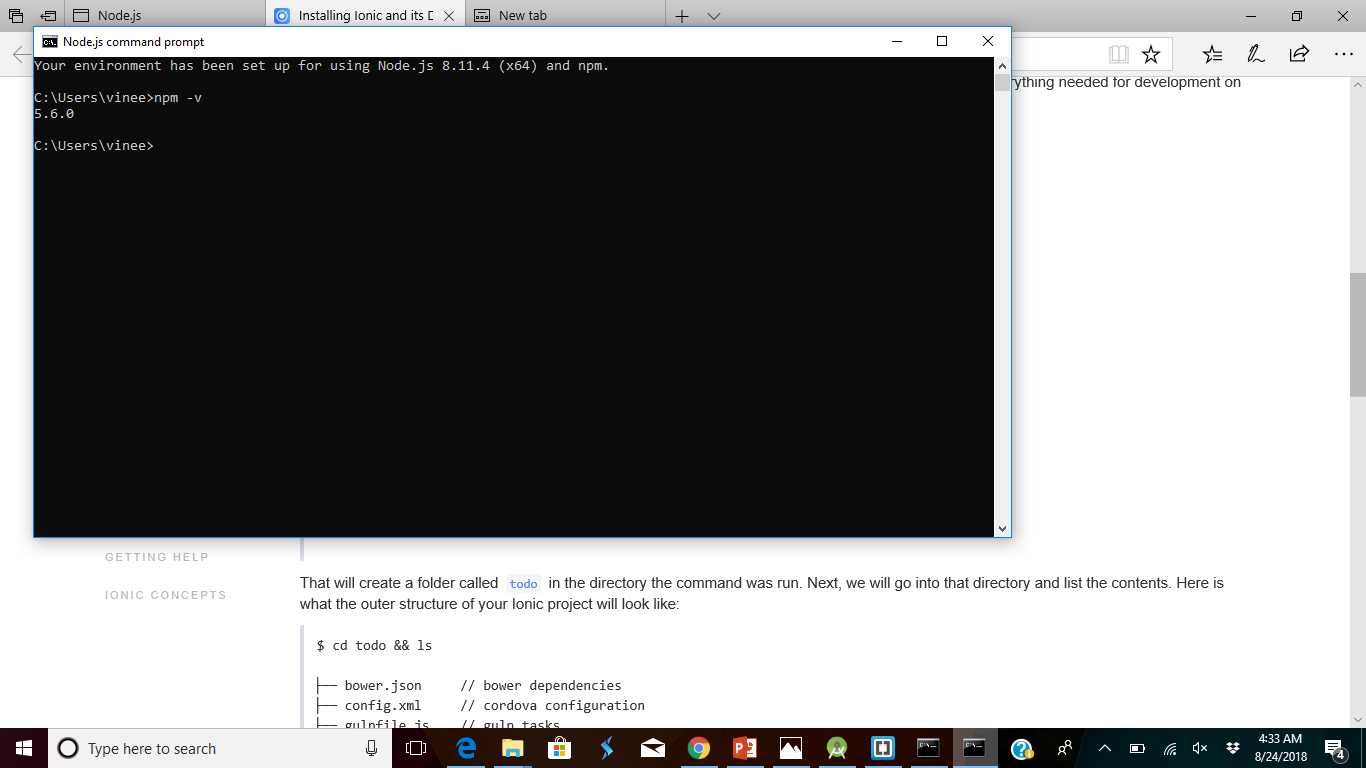 Node.js
Installing Ionic and its D
New tab
Node.js command prompt
Your environment has been set up for using Node.js 8.11.4 (x64) and npm.
C:\Users\vinee>npm -v
5.6.0
C:\Users\vinee>
rything needed for development on
GETTING HELP
IONIC CONCEPTS
That will create a folder called todo in the directory the command was run. Next, we will go into that directory and list the contents. Here is
what the outer structure of your Ionic project will look like:
$ cd todo && ls
├── bower.json // bower dependencies
├── config.xml // cordova configuration
├── gulpfile.js // gulp tasks
Type here to search
4:33 AM
8/24/2018
4